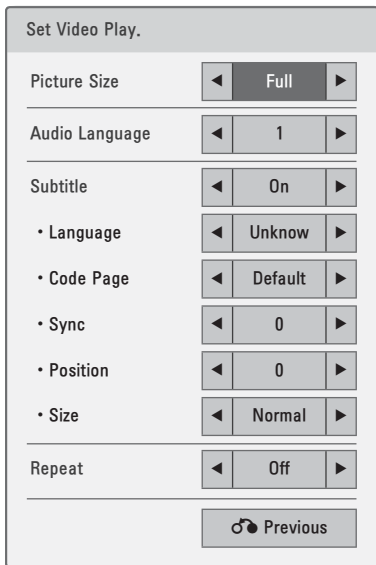 Set Video Play.
Picture Size ◀ Full ▶
Audio Language ◀ 1 ▶
Subtitle ◀ On ▶
• Language ◀ Unknow ▶
• Code Page ◀ Default ▶
• Sync ◀ 0 ▶
• Position ◀ 0 ▶
• Size ◀ Normal ▶
Repeat ◀ Off ▶
Previous